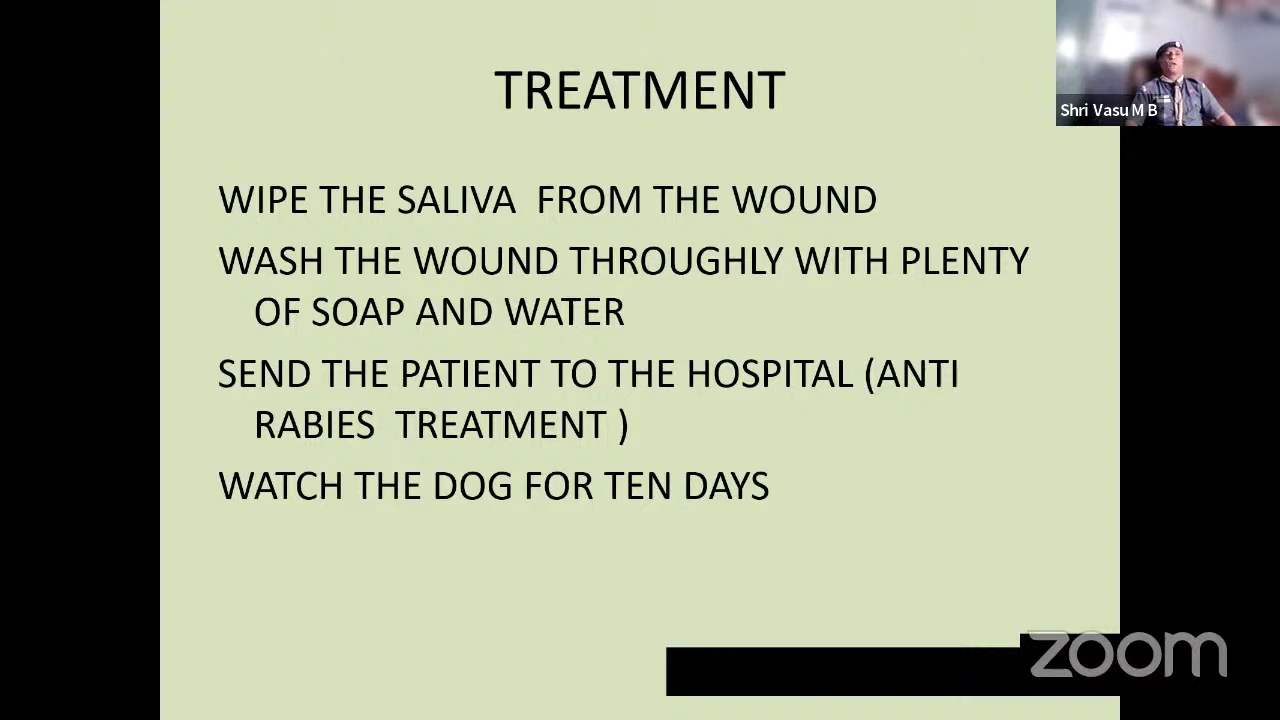 TREATMENT
Shri Vasu M B
WIPE THE SALIVA FROM THE WOUND
WASH THE WOUND THROUGHLY WITH PLENTY
OF SOAP AND WATER
SEND THE PATIENT TO THE HOSPITAL (ANTI
RABIES TREATMENT )
WATCH THE DOG FOR TEN DAYS
zoom